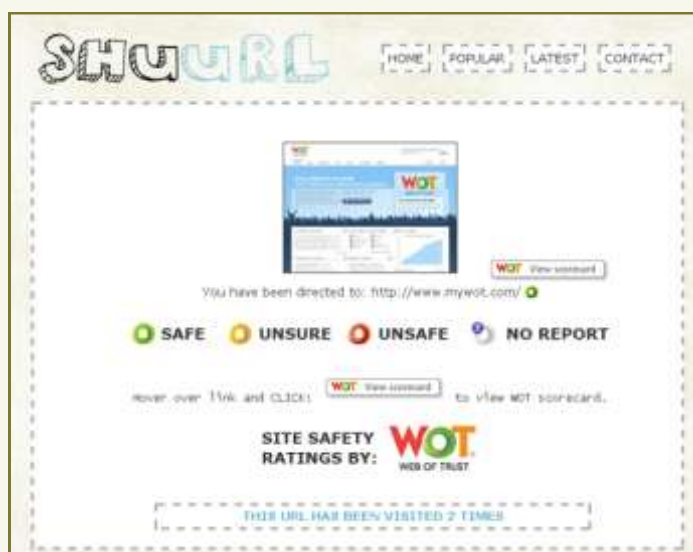 SHUURL
HOME POPULAR LATEST CONTACT
WOT
WOT View scorecard
You have been directed to: http://www.mywot.com/
SAFE UNSURE UNSAFE ? NO REPORT
Hover over link and CLICK: WOT View scorecard to view WOT scorecard.
SITE SAFETY
RATINGS BY: WOT
WEB OF TRUST
THIS URL HAS BEEN VISITED 2 TIMES